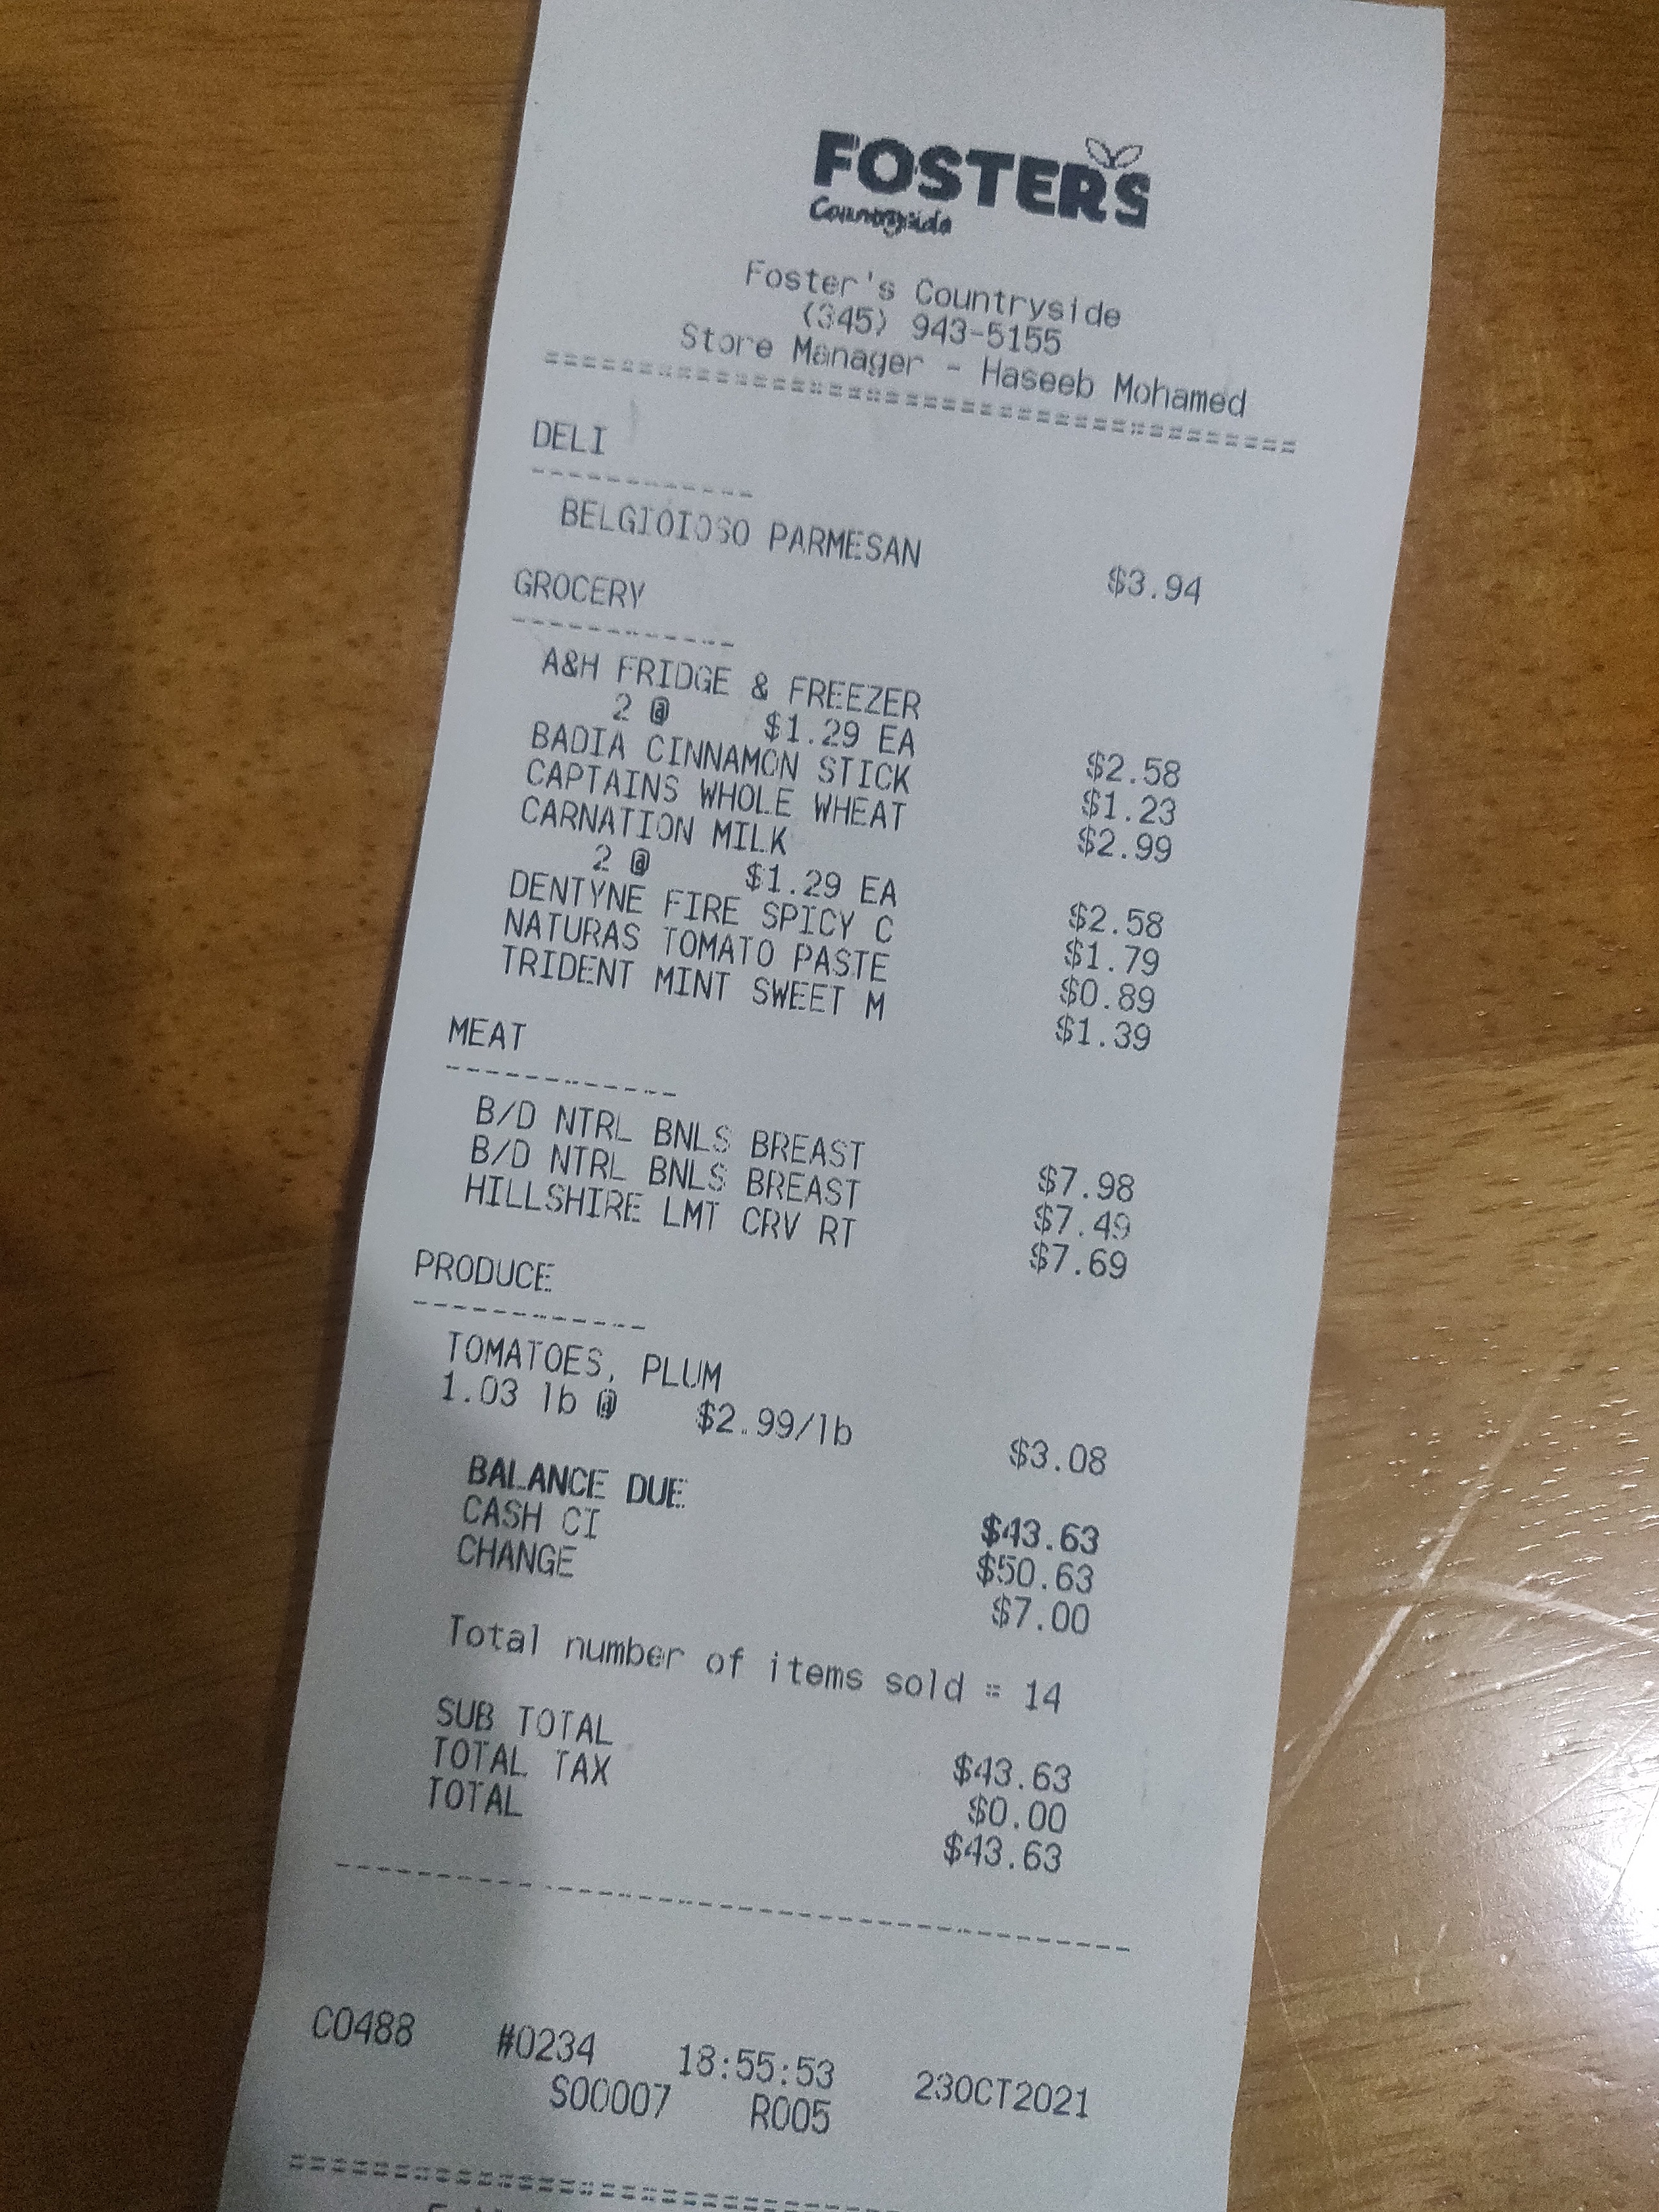 FOSTER'S
Countryside
Foster's Countryside
(345) 943-5155
Store Manager - Haseeb Mohamed
================================
DELI
------------
BELGIOIOSO PARMESAN $3.94
GROCERY
------------
A&H FRIDGE & FREEZER
2 @ $1.29 EA $2.58
BADIA CINNAMON STICK $1.23
CAPTAINS WHOLE WHEAT $2.99
CARNATION MILK
2 @ $1.29 EA $2.58
DENTYNE FIRE SPICY C $1.79
NATURAS TOMATO PASTE $0.89
TRIDENT MINT SWEET M $1.39
MEAT
------------
B/D NTRL BNLS BREAST $7.98
B/D NTRL BNLS BREAST $7.49
HILLSHIRE LMT CRV RT $7.69
PRODUCE
------------
TOMATOES, PLUM
1.03 lb @ $2.99/lb $3.08
BALANCE DUE $43.63
CASH CI $50.63
CHANGE $7.00
Total number of items sold = 14
SUB TOTAL $43.63
TOTAL TAX $0.00
TOTAL $43.63
----------------------------------------
C0488 #0234 18:55:53 23OCT2021
S00007 R005
================================